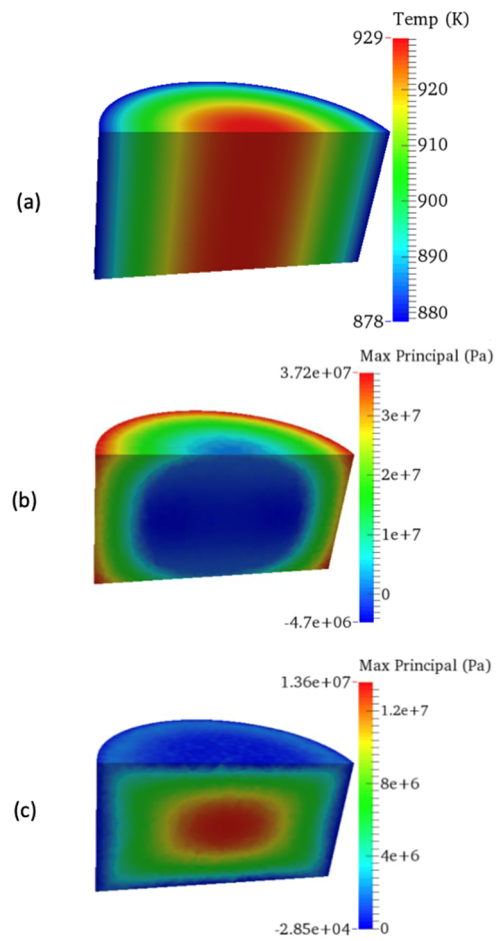 Temp (K)
929
920
910
(a)
900
890
880
878
Max Principal (Pa)
3.72e+07
3e+7
2e+7
(b)
1e+7
0
-4.7e+06
Max Principal (Pa)
1.36e+07
1.2e+7
8e+6
(c)
4e+6
0
-2.85e+04